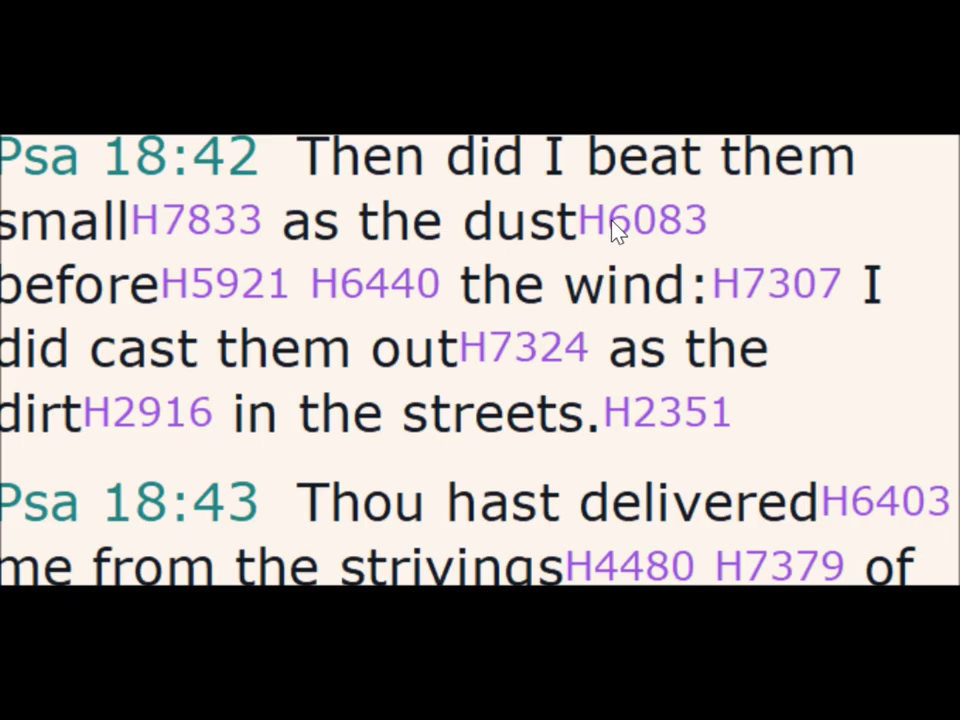 Psa 18:42 Then did I beat them
smallH7833 as the dustH6083
beforeH5921 H6440 the wind:H7307 I
did cast them outH7324 as the
dirtH2916 in the streets.H2351
Psa 18:43 Thou hast deliveredH6403
me from the strivingsH4480 H7379 of